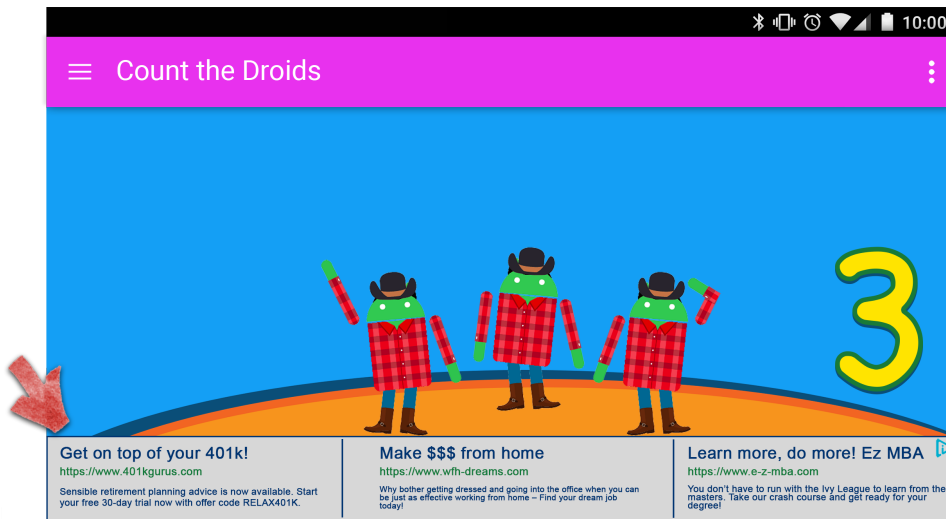 10:00
Count the Droids
3
Get on top of your 401k!
https://www.401kgurus.com
Sensible retirement planning advice is now available. Start
your free 30-day trial now with offer code RELAX401K.
Make $$$ from home
https://www.wfh-dreams.com
Why bother getting dressed and going into the office when you can
be just as effective working from home – Find your dream job
today!
Learn more, do more! Ez MBA
https://www.e-z-mba.com
You don't have to run with the Ivy League to learn from the
masters. Take our crash course and get ready for your
degree!